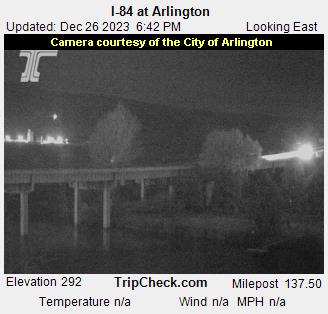 I-84 at Arlington
Updated: Dec 26 2023 6:42 PM Looking East
Camera courtesy of the City of Arlington
Elevation 292 TripCheck.com Milepost 137.50
Temperature n/a Wind n/a MPH n/a